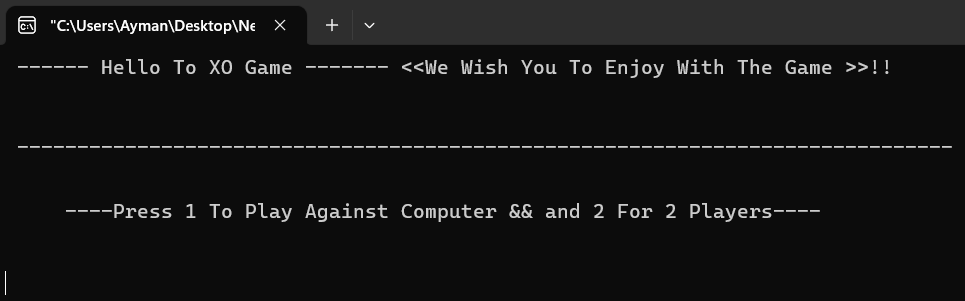 "C:\Users\Ayman\Desktop\Ne
------ Hello To XO Game ------- <<We Wish You To Enjoy With The Game >>!!
------------------------------------------------------------------------------
----Press 1 To Play Against Computer && and 2 For 2 Players----